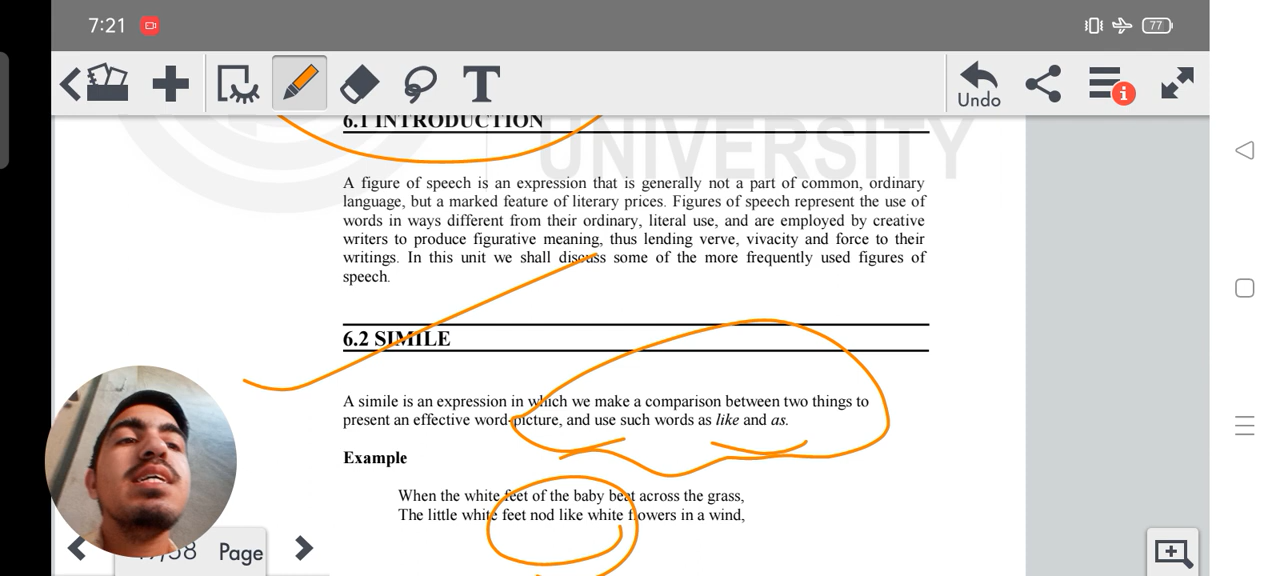 7:21
77
T
Undo
i
6.1 INTRODUCTION
UNIVERSITY
A figure of speech is an expression that is generally not a part of common, ordinary
language, but a marked feature of literary prices. Figures of speech represent the use of
words in ways different from their ordinary, literal use, and are employed by creative
writers to produce figurative meaning, thus lending verve, vivacity and force to their
writings. In this unit we shall discuss some of the more frequently used figures of
speech.
6.2 SIMILE
A simile is an expression in which we make a comparison between two things to
present an effective word-picture, and use such words as like and as.
Example
When the white feet of the baby beat across the grass,
The little white feet nod like white flowers in a wind,
Page